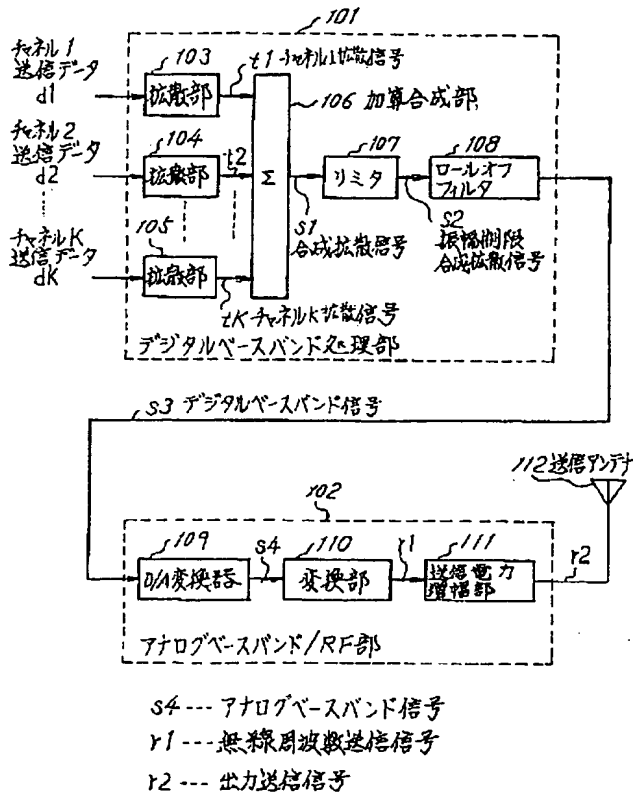 101
チャネル1
送信データ
d1
103
拡散部
t1 チャネル1拡散信号
106 加算合成部
チャネル2
送信データ
d2
104
拡散部
t2
Σ
107
リミタ
108
ロールオフ
フィルタ
s1
合成拡散信号
s2
振幅制限
合成拡散信号
チャネルK
送信データ
dK
105
拡散部
tK チャネルK拡散信号
デジタルベースバンド処理部
s3 デジタルベースバンド信号
112 送信アンテナ
102
109
D/A変換器
s4
110
変換部
r1
111
送信電力
増幅部
r2
アナログベースバンド/RF部
s4 --- アナログベースバンド信号
r1 --- 無線周波数送信信号
r2 --- 出力送信信号